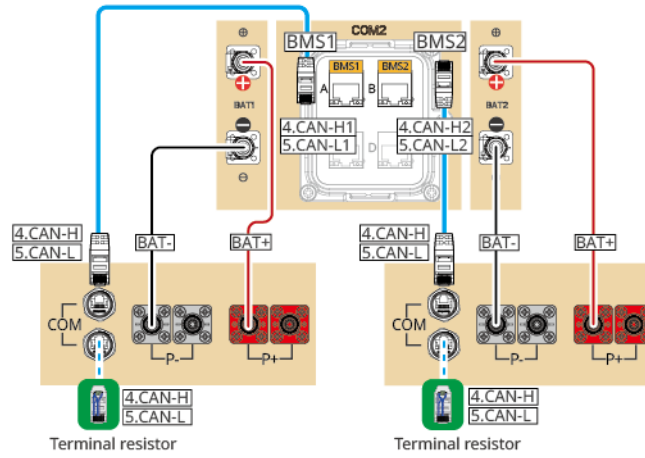 COM2
BMS1
BMS2
BMS1
BMS2
A
B
BAT1
BAT2
4.CAN-H1
5.CAN-L1
4.CAN-H2
5.CAN-L2
D
4.CAN-H
5.CAN-L
BAT-
BAT+
4.CAN-H
5.CAN-L
BAT-
BAT+
COM
P-
P+
COM
P-
P+
4.CAN-H
5.CAN-L
4.CAN-H
5.CAN-L
Terminal resistor
Terminal resistor